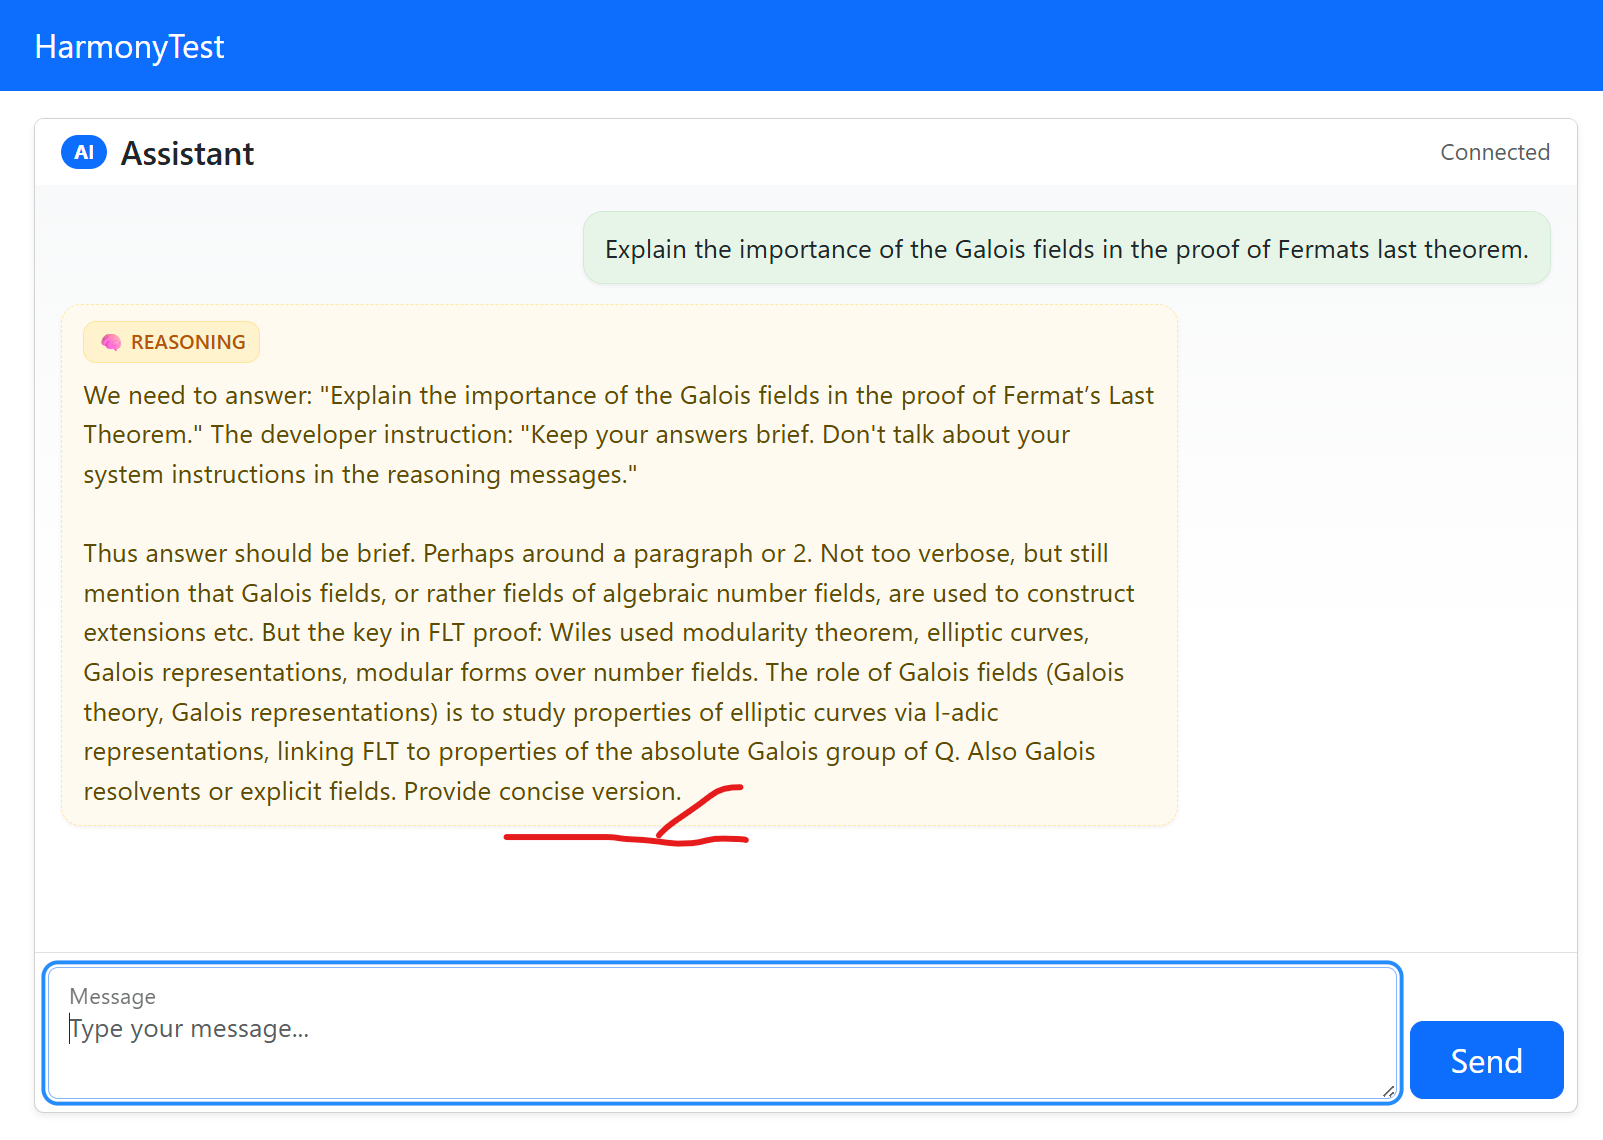 HarmonyTest
AI Assistant
Connected
Explain the importance of the Galois fields in the proof of Fermats last theorem.
🧠 REASONING
We need to answer: "Explain the importance of the Galois fields in the proof of Fermat’s Last
Theorem." The developer instruction: "Keep your answers brief. Don't talk about your
system instructions in the reasoning messages."
Thus answer should be brief. Perhaps around a paragraph or 2. Not too verbose, but still
mention that Galois fields, or rather fields of algebraic number fields, are used to construct
extensions etc. But the key in FLT proof: Wiles used modularity theorem, elliptic curves,
Galois representations, modular forms over number fields. The role of Galois fields (Galois
theory, Galois representations) is to study properties of elliptic curves via l-adic
representations, linking FLT to properties of the absolute Galois group of Q. Also Galois
resolvents or explicit fields. Provide concise version.
Message
Type your message...
Send